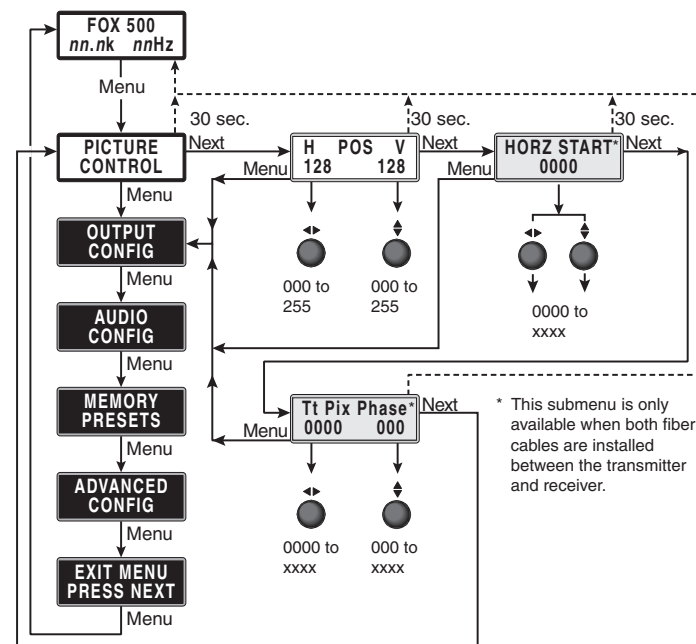 FOX 500
nn.nk nnHz
Menu
30 sec.
30 sec.
30 sec.
PICTURE
CONTROL
Next
H POS V
128 128
Next
HORZ START*
0000
Next
Menu
Menu
Menu
OUTPUT
CONFIG
Menu
000 to
255
000 to
255
0000 to
xxxx
AUDIO
CONFIG
Menu
MEMORY
PRESETS
Menu
Tt Pix Phase*
0000 000
Next
Menu
* This submenu is only
available when both fiber
cables are installed
between the transmitter
and receiver.
ADVANCED
CONFIG
Menu
0000 to
xxxx
000 to
xxxx
EXIT MENU
PRESS NEXT
Menu